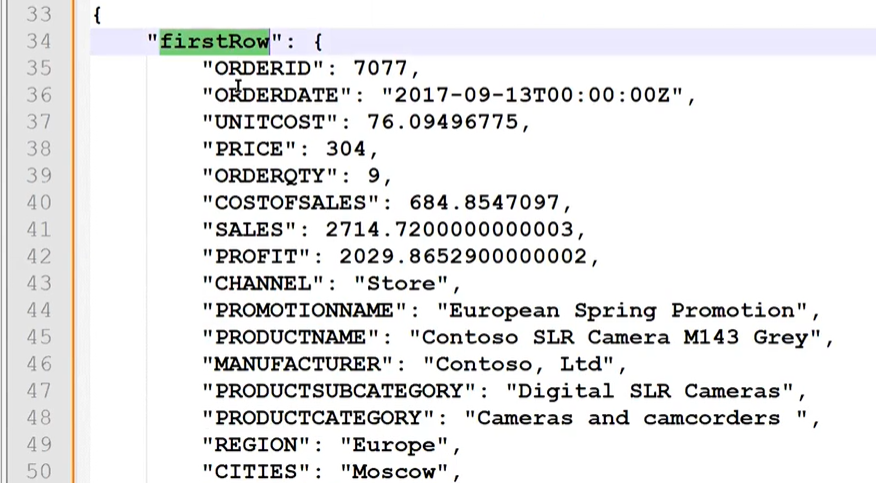 33 {
34 "firstRow": {
35 "ORDERID": 7077,
36 "ORDERDATE": "2017-09-13T00:00:00Z",
37 "UNITCOST": 76.09496775,
38 "PRICE": 304,
39 "ORDERQTY": 9,
40 "COSTOFSALES": 684.8547097,
41 "SALES": 2714.7200000000003,
42 "PROFIT": 2029.8652900000002,
43 "CHANNEL": "Store",
44 "PROMOTIONNAME": "European Spring Promotion",
45 "PRODUCTNAME": "Contoso SLR Camera M143 Grey",
46 "MANUFACTURER": "Contoso, Ltd",
47 "PRODUCTSUBCATEGORY": "Digital SLR Cameras",
48 "PRODUCTCATEGORY": "Cameras and camcorders ",
49 "REGION": "Europe",
50 "CITIES": "Moscow",